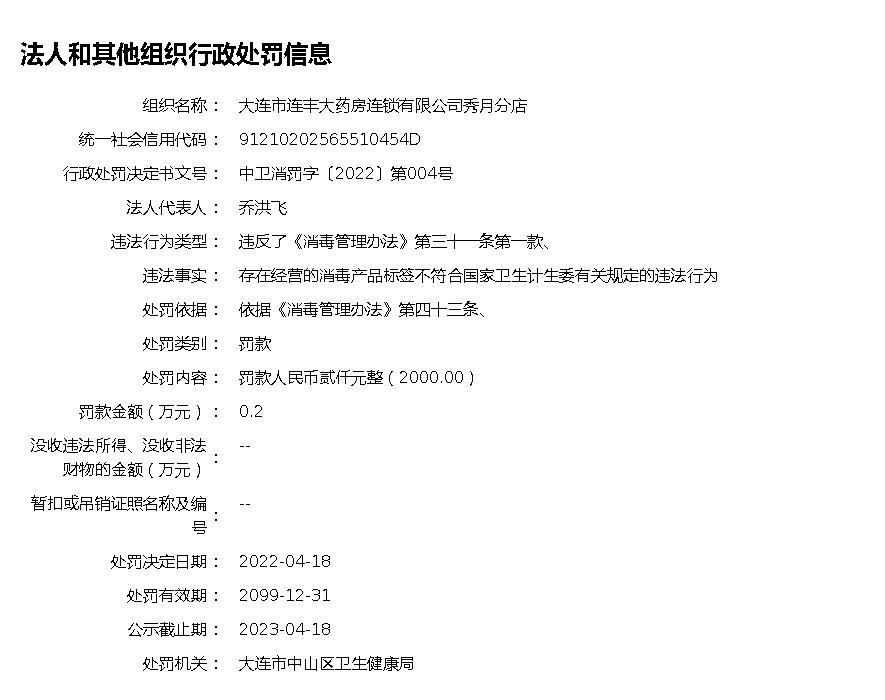 法人和其他组织行政处罚信息
组织名称： 大连市连丰大药房连锁有限公司秀月分店
统一社会信用代码： 91210202565510454D
行政处罚决定书文号： 中卫消罚字〔2022〕第004号
法人代表人： 乔洪飞
违法行为类型： 违反了《消毒管理办法》第三十一条第一款、
违法事实： 存在经营的消毒产品标签不符合国家卫生计生委有关规定的违法行为
处罚依据： 依据《消毒管理办法》第四十三条、
处罚类别： 罚款
处罚内容： 罚款人民币贰仟元整（2000.00）
罚款金额（万元）： 0.2
没收违法所得、没收非法
财物的金额（万元）： --
暂扣或吊销证照名称及编
号： --
处罚决定日期： 2022-04-18
处罚有效期： 2099-12-31
公示截止期： 2023-04-18
处罚机关： 大连市中山区卫生健康局